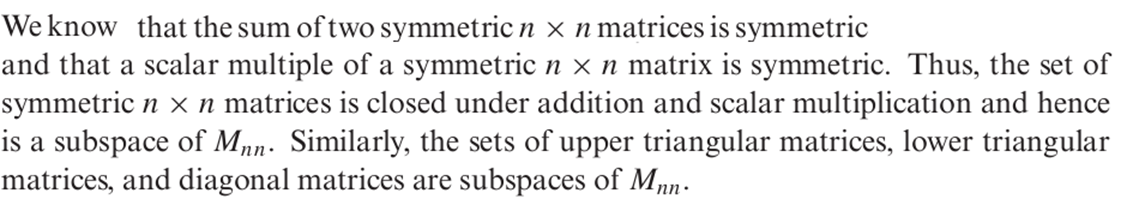 We know that the sum of two symmetric n × n matrices is symmetric
and that a scalar multiple of a symmetric n × n matrix is symmetric. Thus, the set of
symmetric n × n matrices is closed under addition and scalar multiplication and hence
is a subspace of Mₙₙ. Similarly, the sets of upper triangular matrices, lower triangular
matrices, and diagonal matrices are subspaces of Mₙₙ.